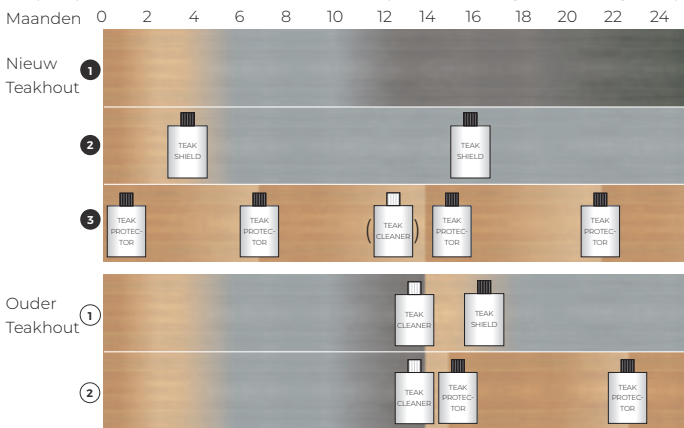 Maanden 0 2 4 6 8 10 12 14 16 18 20 22 24
Nieuw
Teakhout
1
2
TEAK
SHIELD
TEAK
SHIELD
3
TEAK
PROTEC-
TOR
TEAK
PROTEC-
TOR
(TEAK
CLEANER)
TEAK
PROTEC-
TOR
TEAK
PROTEC-
TOR
Ouder
Teakhout
1
TEAK
CLEANER
TEAK
SHIELD
2
TEAK
CLEANER
TEAK
PROTEC-
TOR
TEAK
PROTEC-
TOR